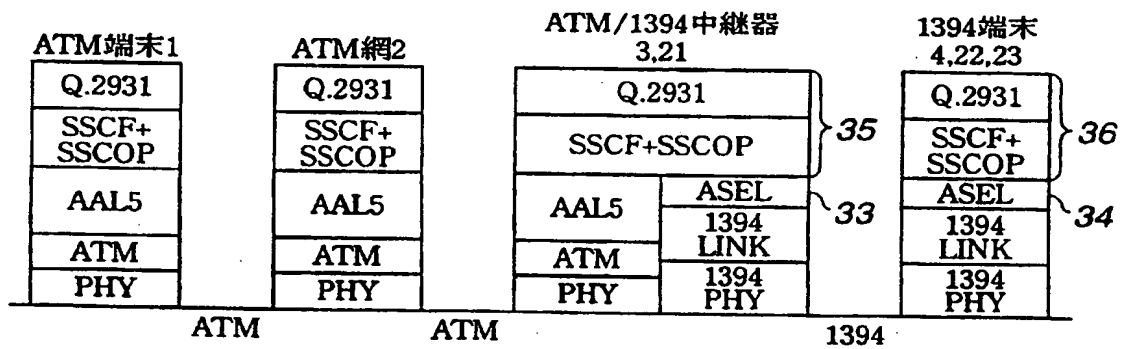 ATM端末1
Q.2931
SSCF+
SSCOP
AAL5
ATM
PHY
ATM網2
Q.2931
SSCF+
SSCOP
AAL5
ATM
PHY
ATM/1394中継器
3,21
Q.2931
SSCF+SSCOP
35
AAL5
ATM
PHY
ASEL
33
1394
LINK
1394
PHY
1394端末
4,22,23
Q.2931
SSCF+
SSCOP
36
ASEL
34
1394
LINK
1394
PHY
ATM
ATM
1394